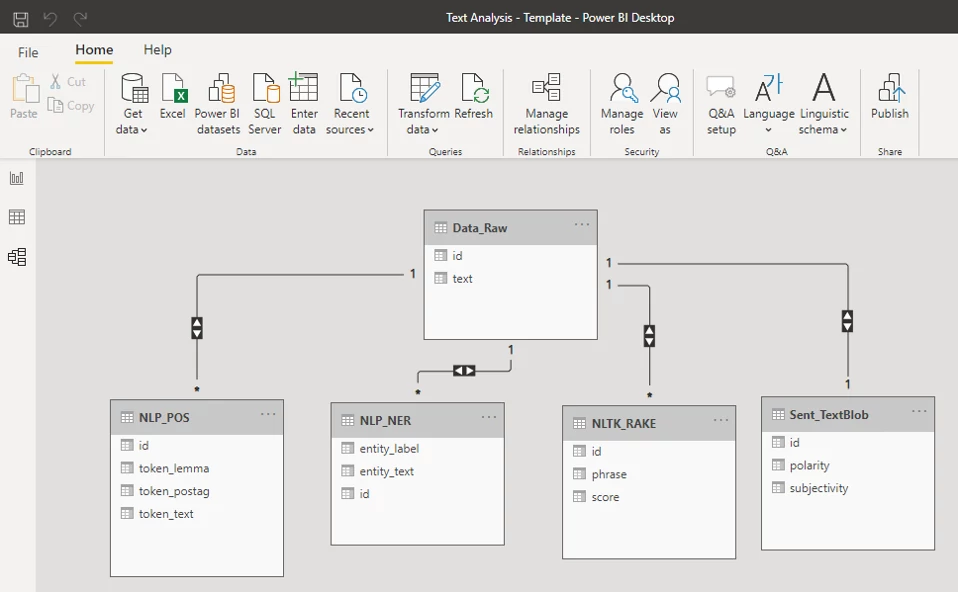 Text Analysis - Template - Power BI Desktop
File
Home
Help
Paste
Cut
Copy
Clipboard
Get data
Excel
Power BI datasets
SQL Server
Enter data
Recent sources
Data
Transform data
Refresh
Queries
Manage relationships
Relationships
Manage roles
View as
Security
Q&A setup
Language
Linguistic schema
Q&A
Publish
Share
Data_Raw
...
id
text
1
1
1
1
*
*
*
1
NLP_POS
...
id
token_lemma
token_postag
token_text
NLP_NER
...
entity_label
entity_text
id
NLTK_RAKE
...
id
phrase
score
Sent_TextBlob
...
id
polarity
subjectivity